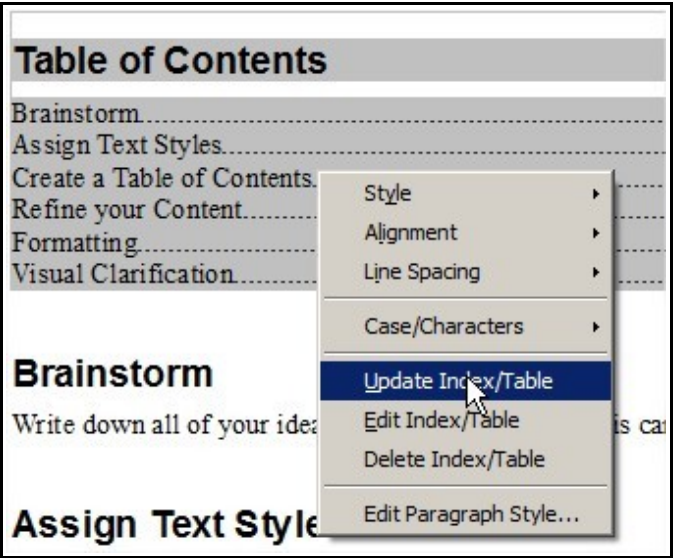 Table of Contents
Brainstorm
Assign Text Styles
Create a Table of Contents
Refine your Content
Formatting
Visual Clarification
Style
Alignment
Line Spacing
Case/Characters
Update Index/Table
Edit Index/Table
Delete Index/Table
Edit Paragraph Style...
Brainstorm
Write down all of your idea is ca
Assign Text Style